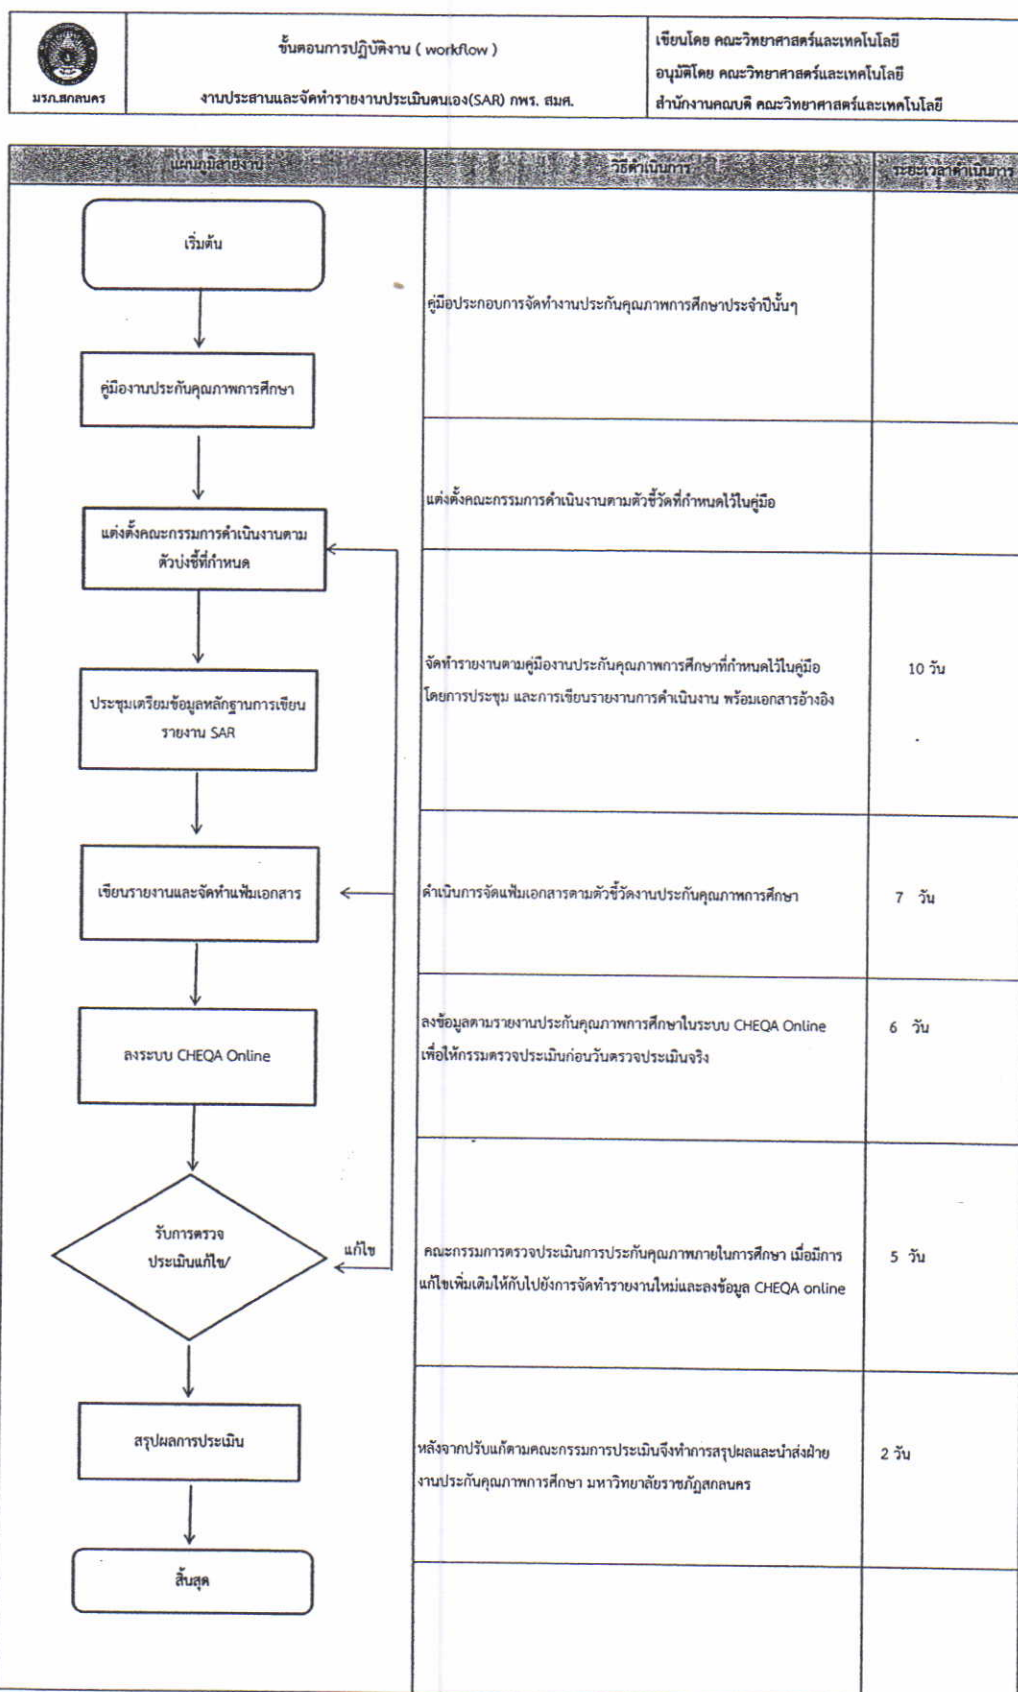 มรภ.สกลนคร
ขั้นตอนการปฏิบัติงาน ( workflow )
งานประสานและจัดทำรายงานประเมินตนเอง(SAR) กพร. สมศ.
เขียนโดย คณะวิทยาศาสตร์และเทคโนโลยี
อนุมัติโดย คณะวิทยาศาสตร์และเทคโนโลยี
สำนักงานคณบดี คณะวิทยาศาสตร์และเทคโนโลยี
แผนภูมิสายงาน
วิธีดำเนินการ
ระยะเวลาดำเนินการ
เริ่มต้น
คู่มือประกอบการจัดทำงานประกันคุณภาพการศึกษาประจำปีนั้นๆ
คู่มืองานประกันคุณภาพการศึกษา
แต่งตั้งคณะกรรมการดำเนินงานตามตัวชี้วัดที่กำหนดไว้ในคู่มือ
แต่งตั้งคณะกรรมการดำเนินงานตาม
ตัวบ่งชี้ที่กำหนด
จัดทำรายงานตามคู่มืองานประกันคุณภาพการศึกษาที่กำหนดไว้ในคู่มือ
โดยการประชุม และการเขียนรายงานการดำเนินงาน พร้อมเอกสารอ้างอิง
10 วัน
ประชุมเตรียมข้อมูลหลักฐานการเขียน
รายงาน SAR
เขียนรายงานและจัดทำแฟ้มเอกสาร
ดำเนินการจัดแฟ้มเอกสารตามตัวชี้วัดงานประกันคุณภาพการศึกษา
7 วัน
ลงระบบ CHEQA Online
ลงข้อมูลตามรายงานประกันคุณภาพการศึกษาในระบบ CHEQA Online
เพื่อให้กรรมตรวจประเมินก่อนวันตรวจประเมินจริง
6 วัน
รับการตรวจ
ประเมินแก้ไข/
แก้ไข
คณะกรรมการตรวจประเมินการประกันคุณภาพภายในการศึกษา เมื่อมีการ
แก้ไขเพิ่มเติมให้กับไปยังการจัดทำรายงานใหม่และลงข้อมูล CHEQA online
5 วัน
สรุปผลการประเมิน
หลังจากปรับแก้ตามคณะกรรมการประเมินจึงทำการสรุปผลและนำส่งฝ่าย
งานประกันคุณภาพการศึกษา มหาวิทยาลัยราชภัฏสกลนคร
2 วัน
สิ้นสุด